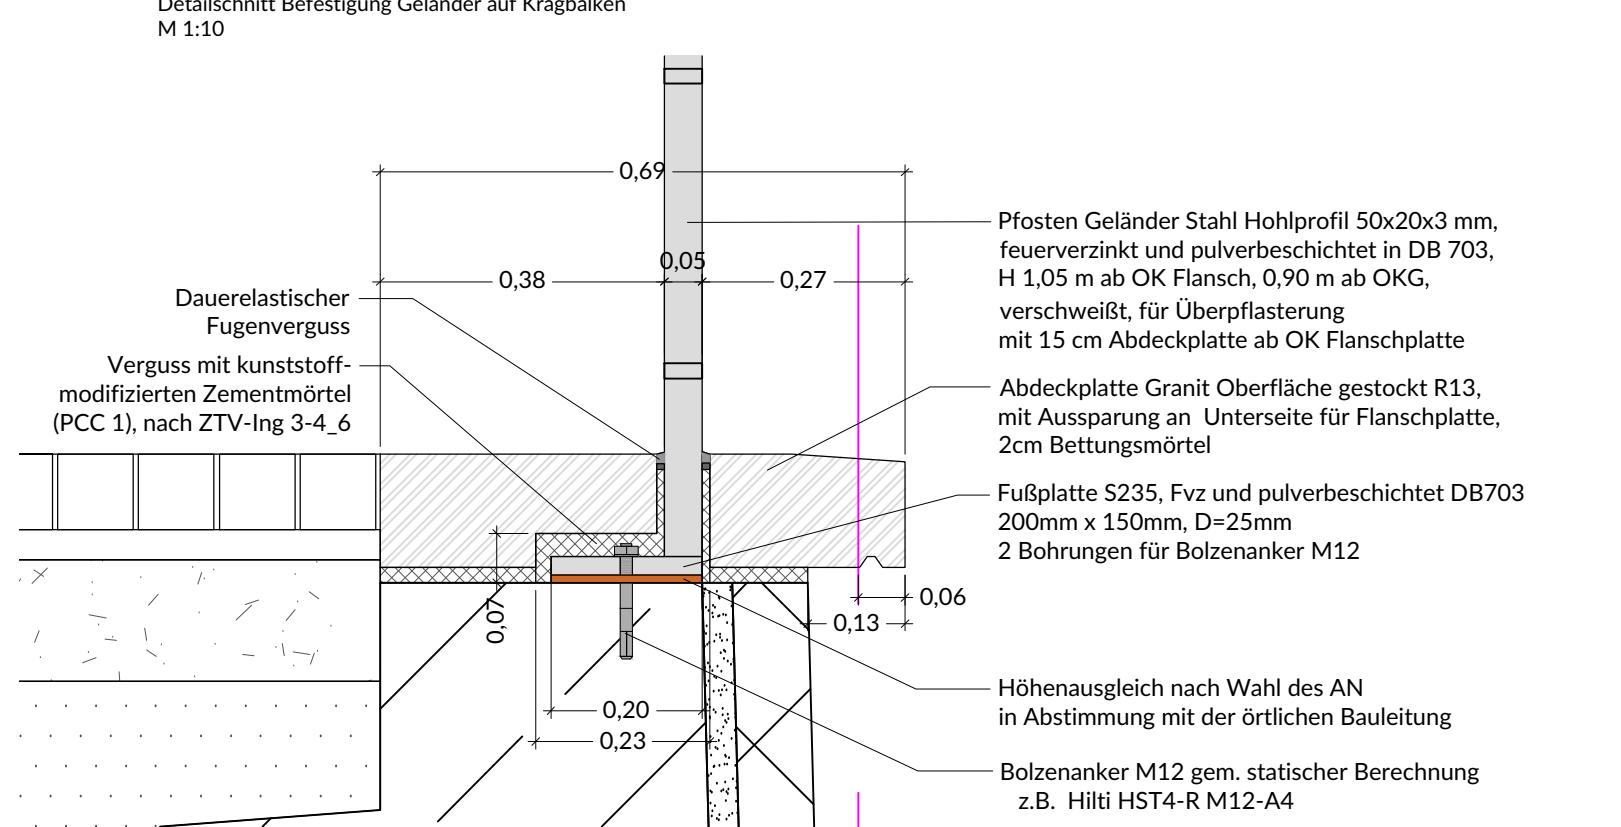 Detailschnitt Befestigung Geländer auf Kragbalken
M 1:10
0,69
0,05
0,38
0,27
Dauerelastischer
Fugenverguss
Verguss mit kunststoff-
modifizierten Zementmörtel
(PCC 1), nach ZTV-Ing 3-4_6
Pfosten Geländer Stahl Hohlprofil 50x20x3 mm,
feuerverzinkt und pulverbeschichtet in DB 703,
H 1,05 m ab OK Flansch, 0,90 m ab OKG,
verschweißt, für Überpflasterung
mit 15 cm Abdeckplatte ab OK Flanschplatte
Abdeckplatte Granit Oberfläche gestockt R13,
mit Aussparung an  Unterseite für Flanschplatte,
2cm Bettungsmörtel
Fußplatte S235, Fvz und pulverbeschichtet DB703
200mm x 150mm, D=25mm
2 Bohrungen für Bolzenanker M12
0,06
0,13
0,07
0,20
0,23
Höhenausgleich nach Wahl des AN
in Abstimmung mit der örtlichen Bauleitung
Bolzenanker M12 gem. statischer Berechnung
z.B.  Hilti HST4-R M12-A4